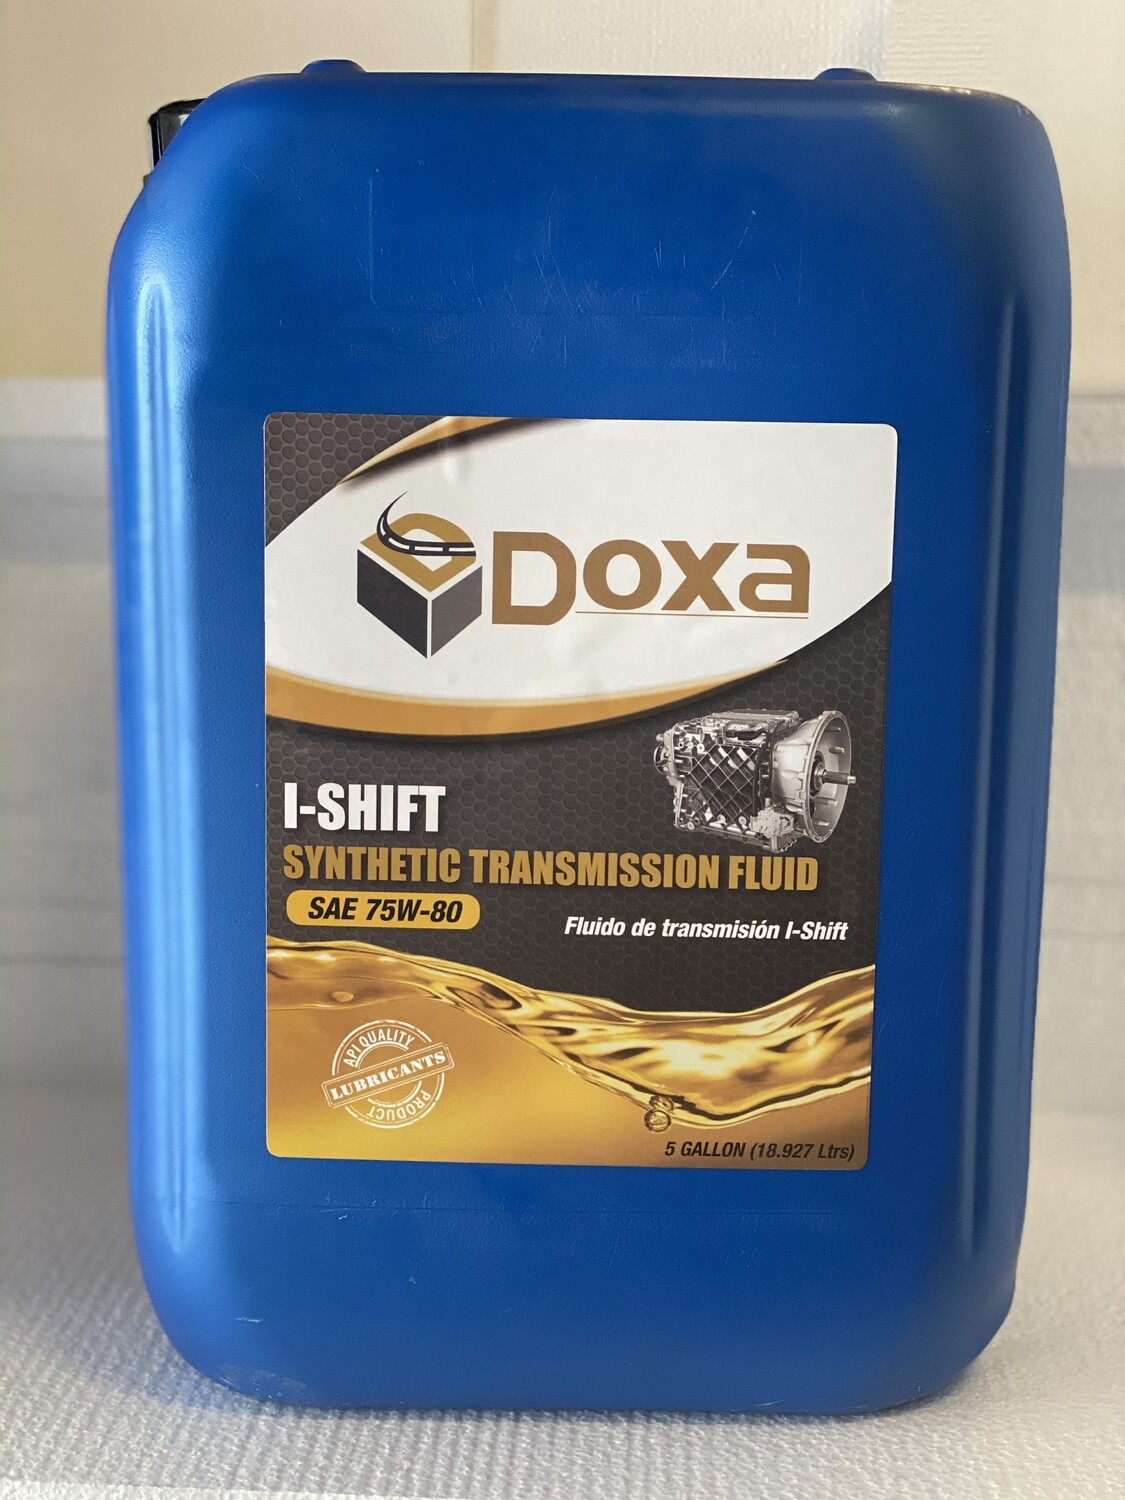 Doxa
I-SHIFT
SYNTHETIC TRANSMISSION FLUID
SAE 75W-80
Fluido de transmisión I-Shift
API QUALITY
LUBRICANTS
PRODUCT
5 GALLON (18.927 Ltrs)